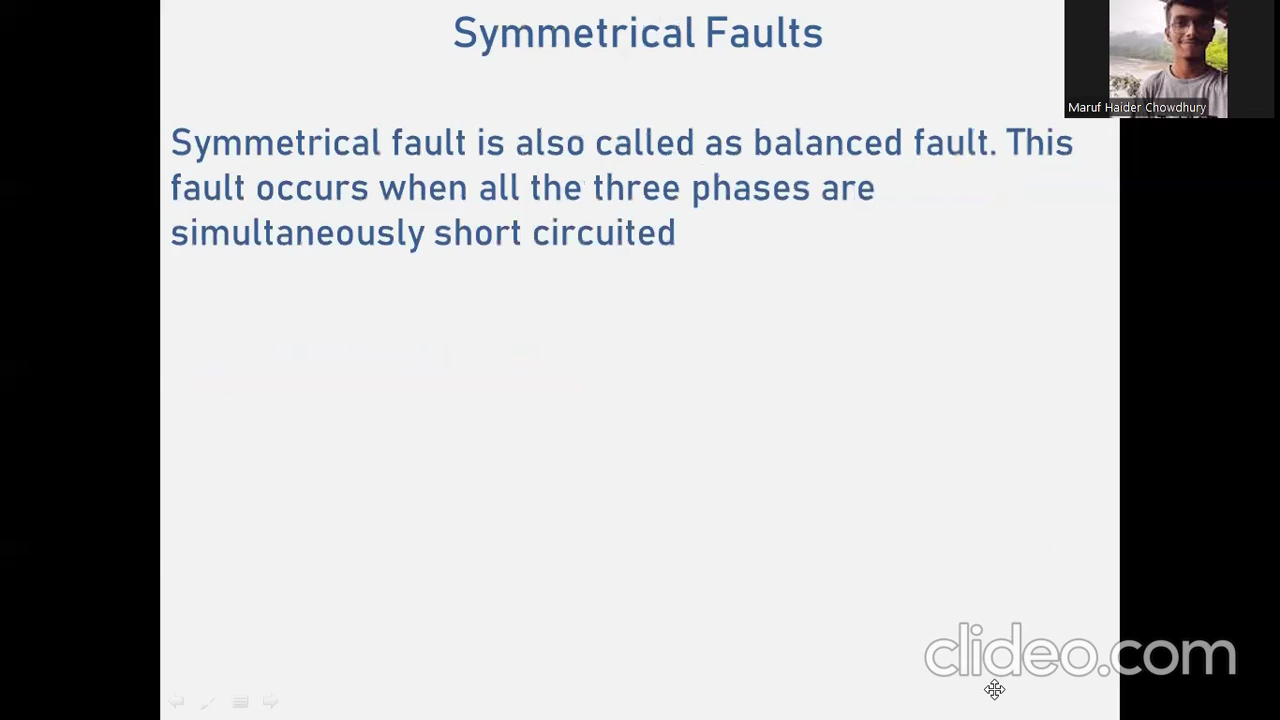 Symmetrical Faults
Maruf Haider Chowdhury
Symmetrical fault is also called as balanced fault. This
fault occurs when all the three phases are
simultaneously short circuited
clideo.com